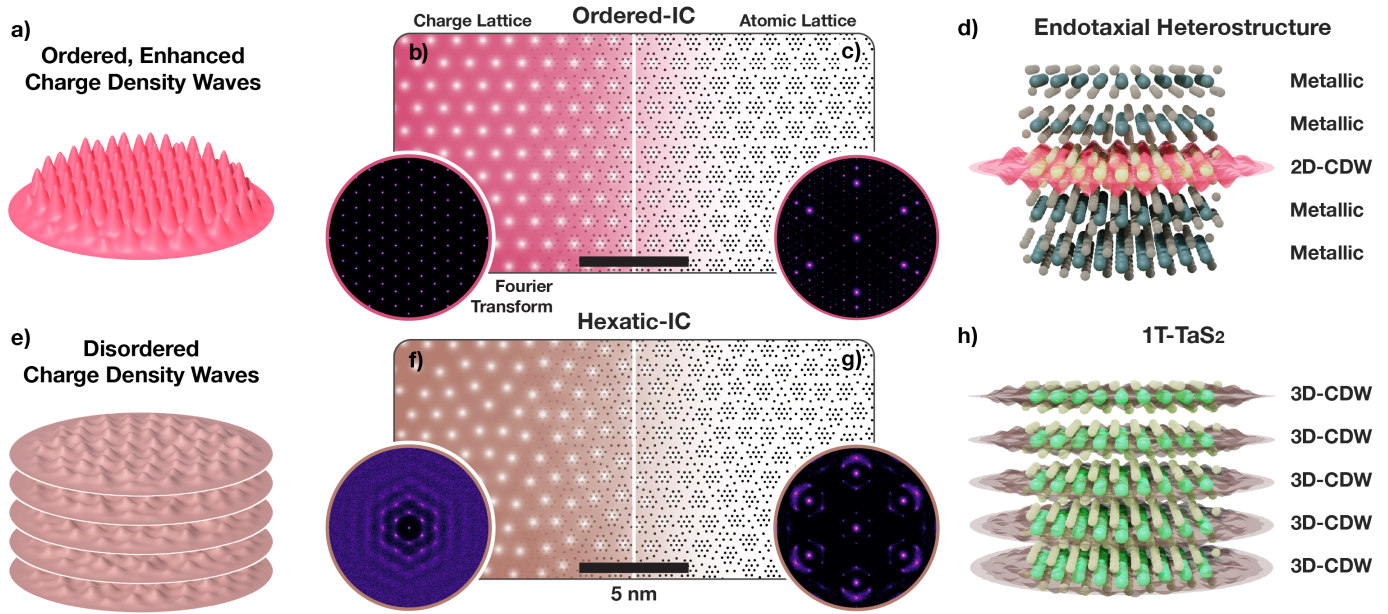 a)
Ordered, Enhanced
Charge Density Waves
Ordered-IC
Charge Lattice
Atomic Lattice
b)
c)
Fourier
Transform
d)
Endotaxial Heterostructure
Metallic
Metallic
2D-CDW
Metallic
Metallic
e)
Disordered
Charge Density Waves
Hexatic-IC
f)
g)
5 nm
h)
1T-TaS2
3D-CDW
3D-CDW
3D-CDW
3D-CDW
3D-CDW